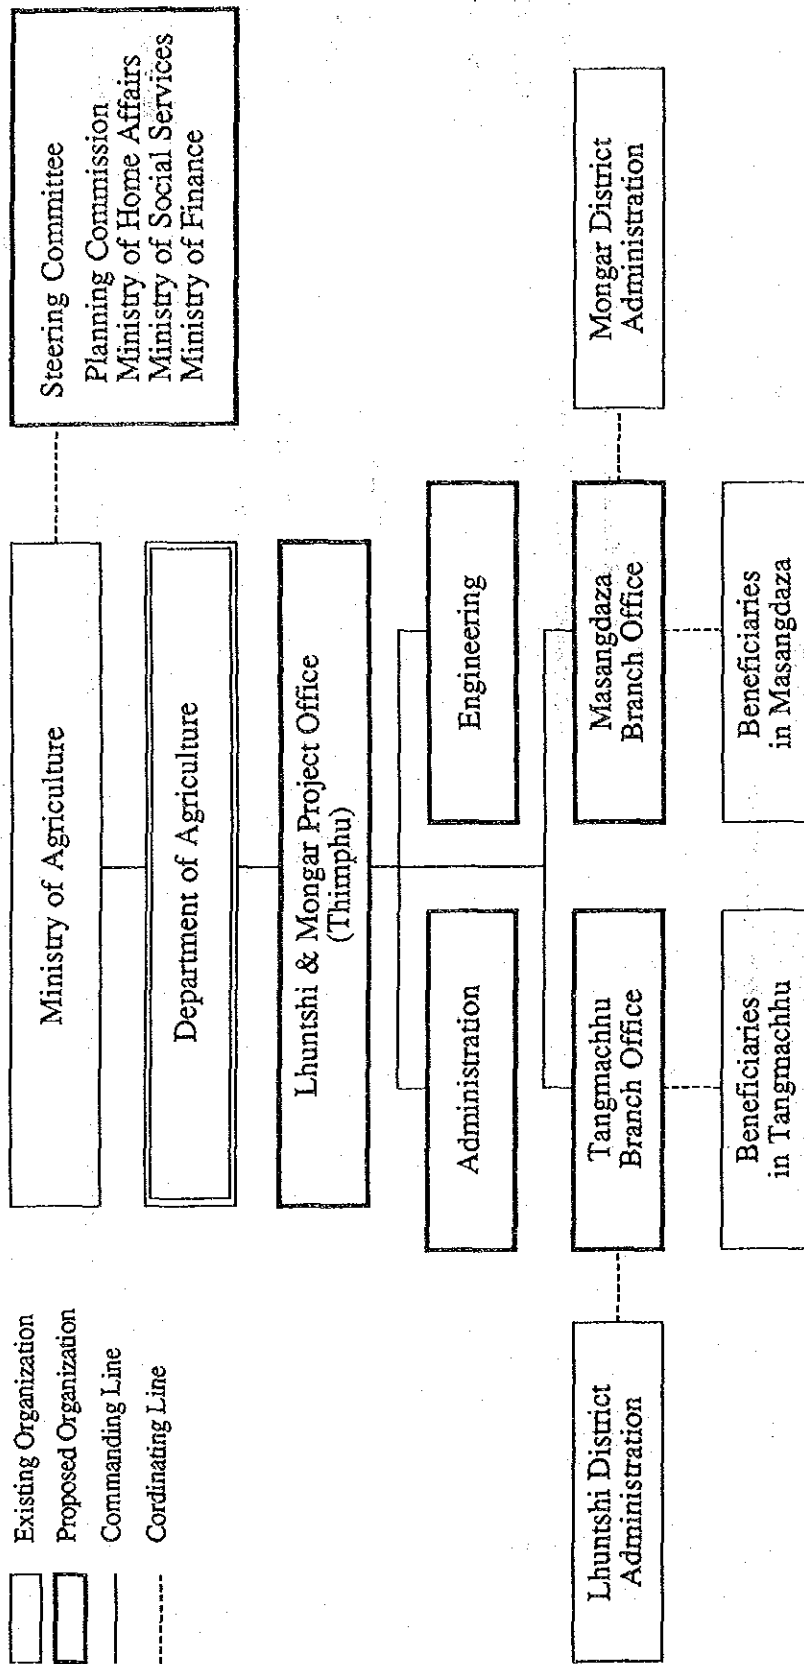 Existing Organization
Proposed Organization
Commanding Line
Cordinating Line
Ministry of Agriculture
Steering Committee
Planning Commission
Ministry of Home Affairs
Ministry of Social Services
Ministry of Finance
Department of Agriculture
Lhuntshi & Mongar Project Office
(Thimphu)
Administration
Engineering
Lhuntshi District
Administration
Tangmachhu
Branch Office
Masangdaza
Branch Office
Mongar District
Administration
Beneficiaries
in Tangmachhu
Beneficiaries
in Masangdaza